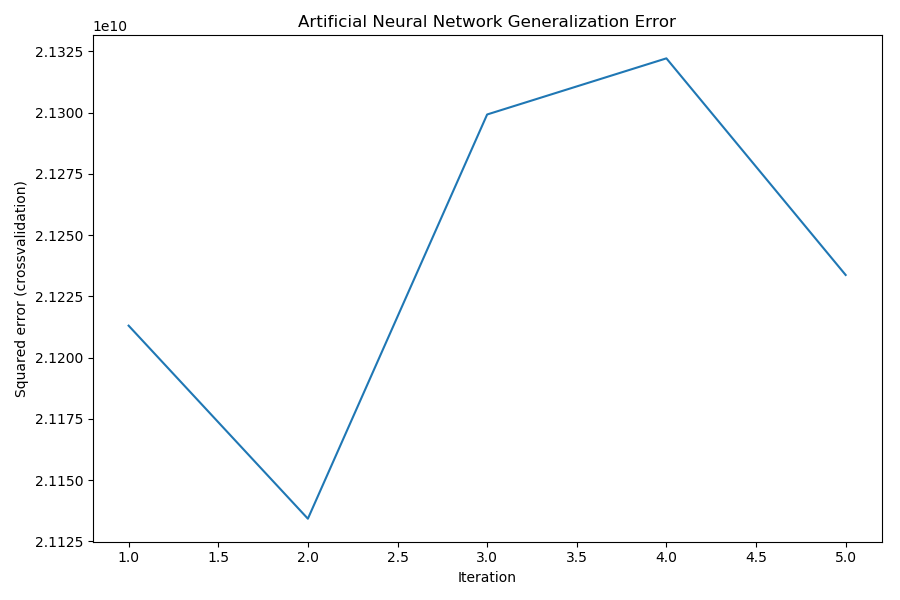 Artificial Neural Network Generalization Error
1e10
2.1325
2.1300
2.1275
2.1250
2.1225
2.1200
2.1175
2.1150
2.1125
Squared error (crossvalidation)
1.0 1.5 2.0 2.5 3.0 3.5 4.0 4.5 5.0
Iteration